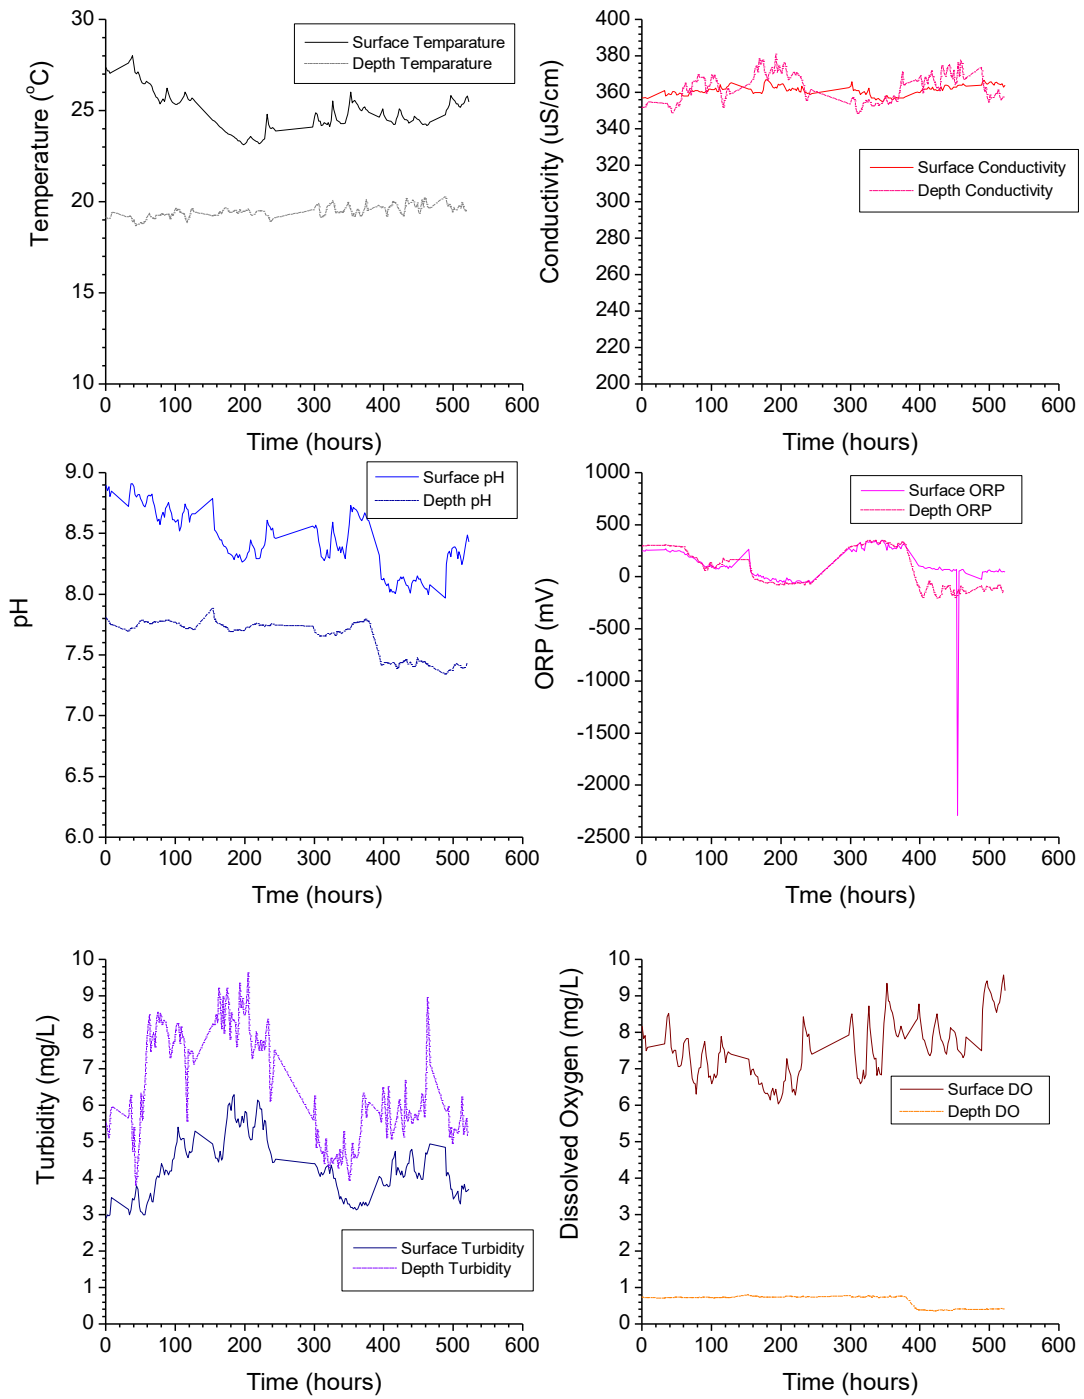 30
25
20
15
10
Temperature (°C)
Surface Temparature
Depth Temparature
0 100 200 300 400 500 600
Time (hours)
400
380
360
340
320
300
280
260
240
220
200
Conductivity (uS/cm)
Surface Conductivity
Depth Conductivity
0 100 200 300 400 500 600
Time (hours)
9.0
8.5
8.0
7.5
7.0
6.5
6.0
pH
Surface pH
Depth pH
0 100 200 300 400 500 600
Tme (hours)
1000
500
0
-500
-1000
-1500
-2000
-2500
ORP (mV)
Surface ORP
Depth ORP
0 100 200 300 400 500 600
Tme (hours)
10
9
8
7
6
5
4
3
2
1
0
Turbidity (mg/L)
Surface Turbidity
Depth Turbidity
0 100 200 300 400 500 600
Time (hours)
10
9
8
7
6
5
4
3
2
1
0
Dissolved Oxygen (mg/L)
Surface DO
Depth DO
0 100 200 300 400 500 600
Time (hours)